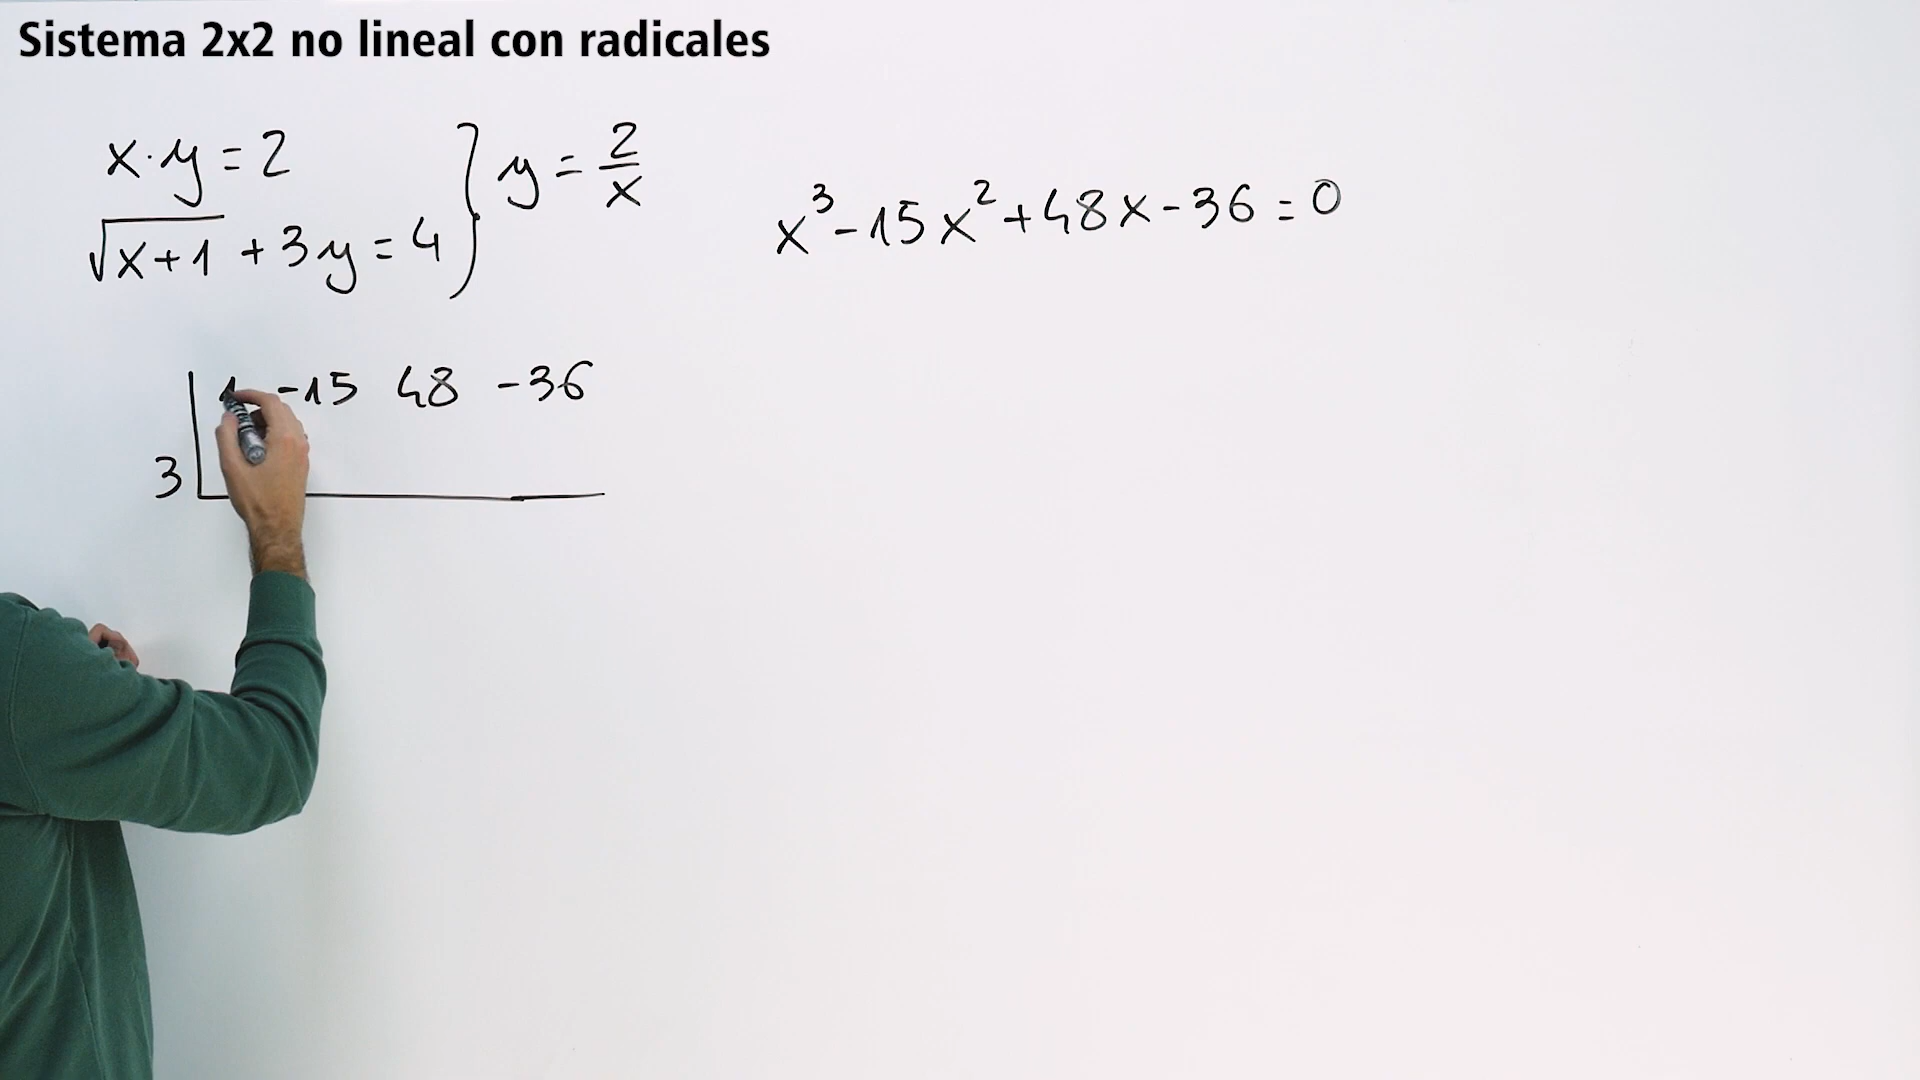 Sistema 2x2 no lineal con radicales
x·y=2
√x+1 +3y=4
y=2/x
x³-15x²+48x-36=0
1 -15 48 -36
3